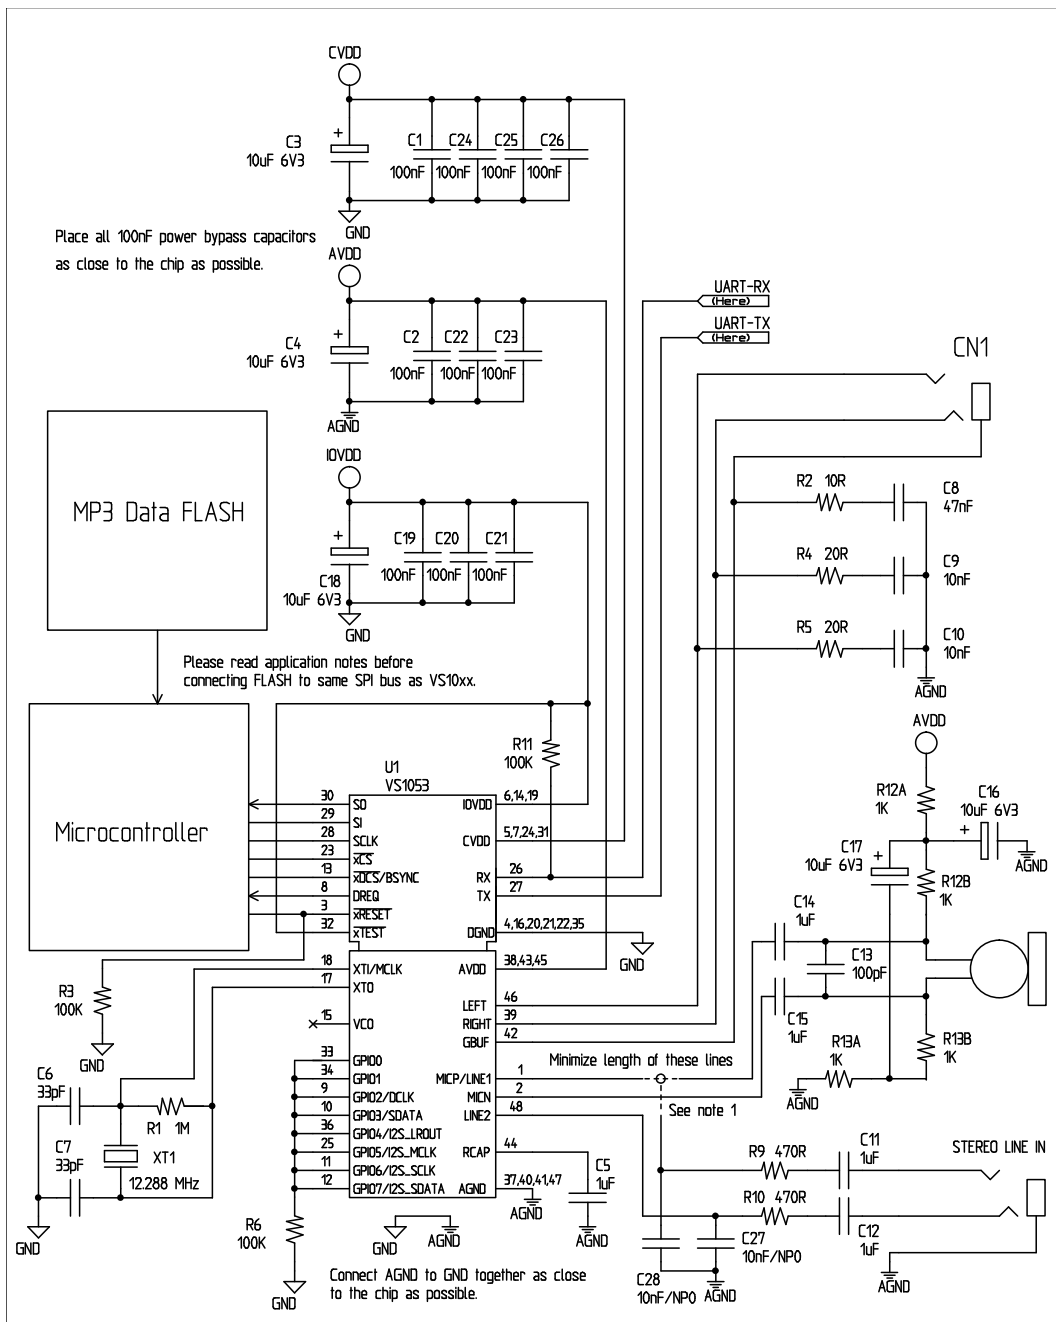 CVDD
C3
10uF 6V3
C1
100nF
C24
100nF
C25
100nF
C26
100nF
GND
Place all 100nF power bypass capacitors
as close to the chip as possible.
AVDD
C4
10uF 6V3
C2
100nF
C22
100nF
C23
100nF
AGND
UART-RX
(Here)
UART-TX
(Here)
CN1
IOVDD
C18
10uF 6V3
C19
100nF
C20
100nF
C21
100nF
GND
MP3 Data FLASH
R2 10R
C8
47nF
R4 20R
C9
10nF
R5 20R
C10
10nF
AGND
Please read application notes before
connecting FLASH to same SPI bus as VS10xx.
Microcontroller
R11
100K
U1
VS1053
30 SO
29 SI
28 SCLK
23 xCS
13 xDCS/BSYNC
8 DREQ
3 xRESET
32 xTEST
IOVDD 6,14,19
CVDD 5,7,24,31
RX 26
TX 27
DGND 4,16,20,21,22,35
GND
18 XTI/MCLK
17 XTO
15 VCO
33 GPIO0
34 GPIO1
9 GPIO2/DCLK
10 GPIO3/SDATA
36 GPIO4/I2S_LROUT
25 GPIO5/I2S_MCLK
11 GPIO6/I2S_SCLK
12 GPIO7/I2S_SDATA
AVDD 38,43,45
LEFT 46
RIGHT 39
GBUF 42
MICP/LINE1 1
MICN 2
LINE2 48
RCAP 44
AGND 37,40,41,47
AGND
C5
1uF
AGND
AVDD
R12A
1K
C16
10uF 6V3
+
AGND
C17
10uF 6V3
+
R12B
1K
C14
1uF
C13
100pF
C15
1uF
R13A
1K
R13B
1K
AGND
Minimize length of these lines
See note 1
R3
100K
GND
C6
33pF
C7
33pF
R1 1M
XT1
12.288 MHz
GND
R6
100K
GND
GND
AGND
Connect AGND to GND together as close
to the chip as possible.
R9 470R
C11
1uF
STEREO LINE IN
R10 470R
C12
1uF
C27
10nF/NPO
C28
10nF/NPO
AGND
AGND